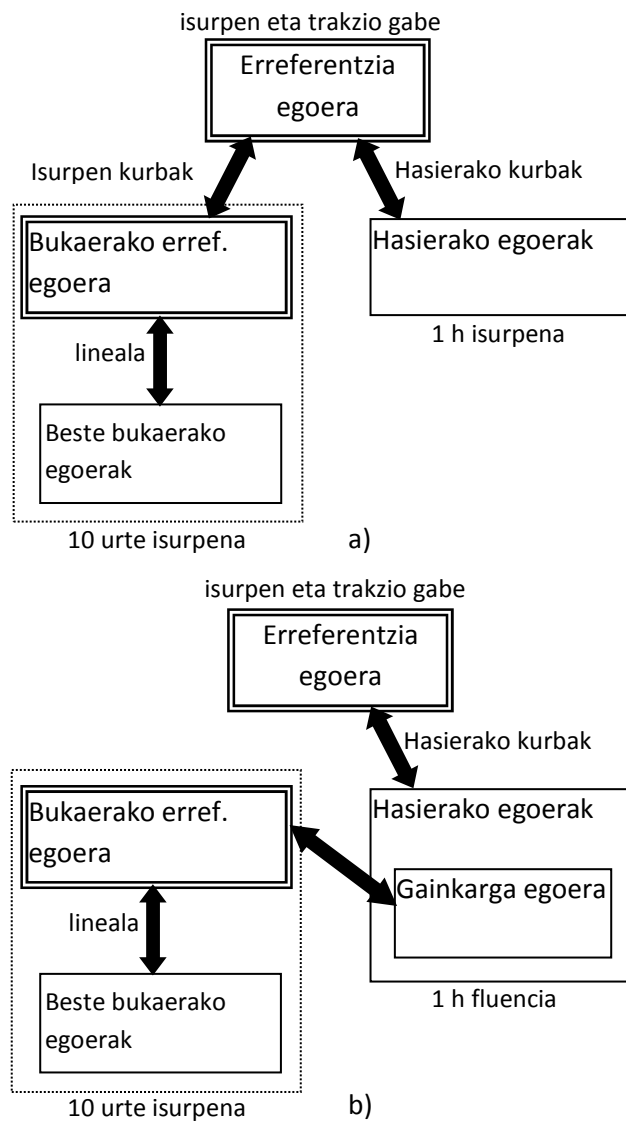 isurpen eta trakzio gabe
Erreferentzia
egoera
Isurpen kurbak
Hasierako kurbak
Bukaerako erref.
egoera
Hasierako egoerak
lineala
1 h isurpena
Beste bukaerako
egoerak
10 urte isurpena
a)
isurpen eta trakzio gabe
Erreferentzia
egoera
Hasierako kurbak
Bukaerako erref.
egoera
Hasierako egoerak
Gainkarga egoera
lineala
Beste bukaerako
egoerak
1 h fluencia
10 urte isurpena
b)